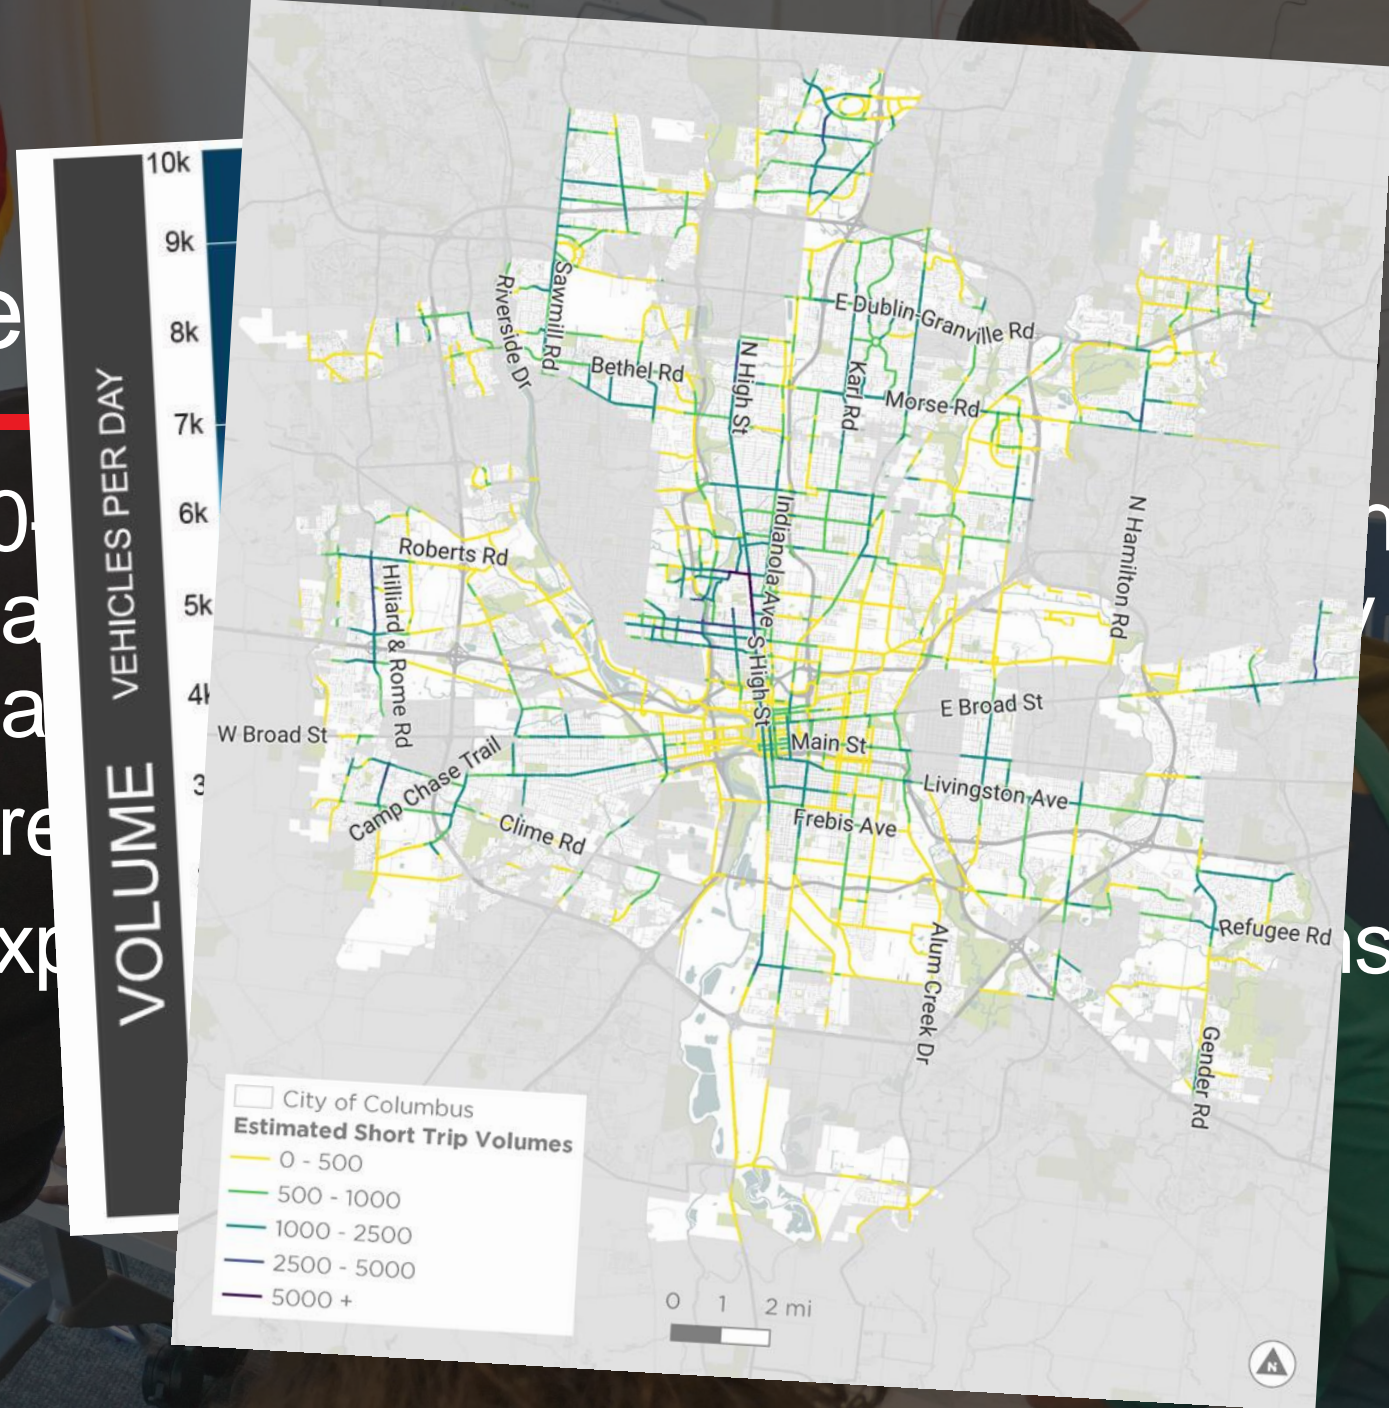 10k
9k
8k
7k
6k
5k
VOLUME VEHICLES PER DAY
E Dublin-Granville Rd
Sawmill Rd
Riverside Dr
Bethel Rd
N High St
Karl Rd
Morse Rd
Indianola Ave
N Hamilton Rd
Roberts Rd
Hilliard & Rome Rd
S High St
E Broad St
W Broad St
Main St
Camp Chase Trail
Livingston Ave
Clime Rd
Frebis Ave
Alum Creek Dr
Refugee Rd
Gender Rd
City of Columbus
Estimated Short Trip Volumes
0 - 500
500 - 1000
1000 - 2500
2500 - 5000
5000 +
0 1 2 mi
N